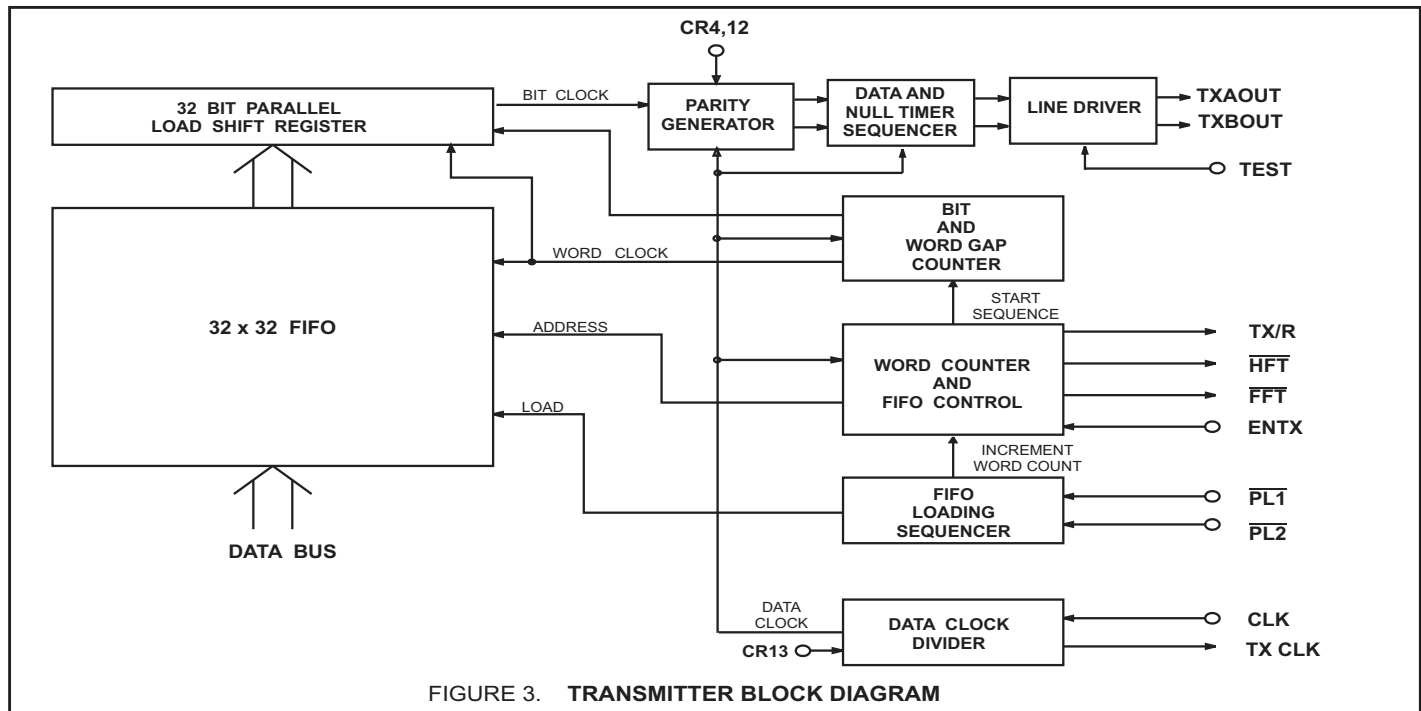 CR4,12
32 BIT PARALLEL
LOAD SHIFT REGISTER
BIT CLOCK
PARITY
GENERATOR
DATA AND
NULL TIMER
SEQUENCER
LINE DRIVER
TXAOUT
TXBOUT
TEST
BIT
AND
WORD GAP
COUNTER
WORD CLOCK
START
SEQUENCE
32 x 32 FIFO
ADDRESS
WORD COUNTER
AND
FIFO CONTROL
TX/R
HFT
FFT
ENTX
LOAD
INCREMENT
WORD COUNT
FIFO
LOADING
SEQUENCER
PL1
PL2
DATA BUS
DATA
CLOCK
CR13
DATA CLOCK
DIVIDER
CLK
TX CLK
FIGURE 3. TRANSMITTER BLOCK DIAGRAM